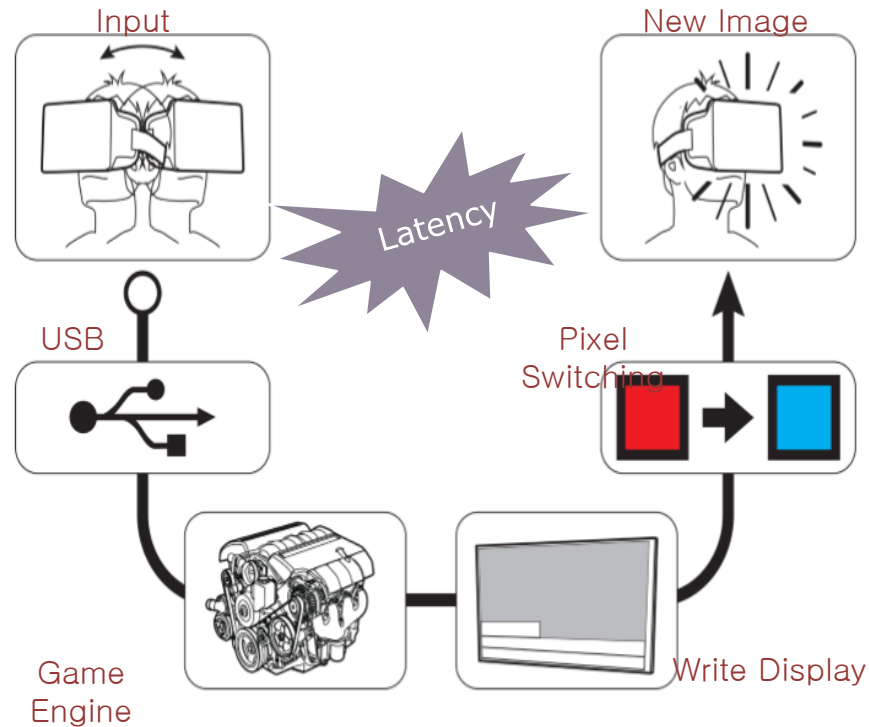 Input
New Image
Latency
USB
Pixel
Switching
Game
Engine
Write Display